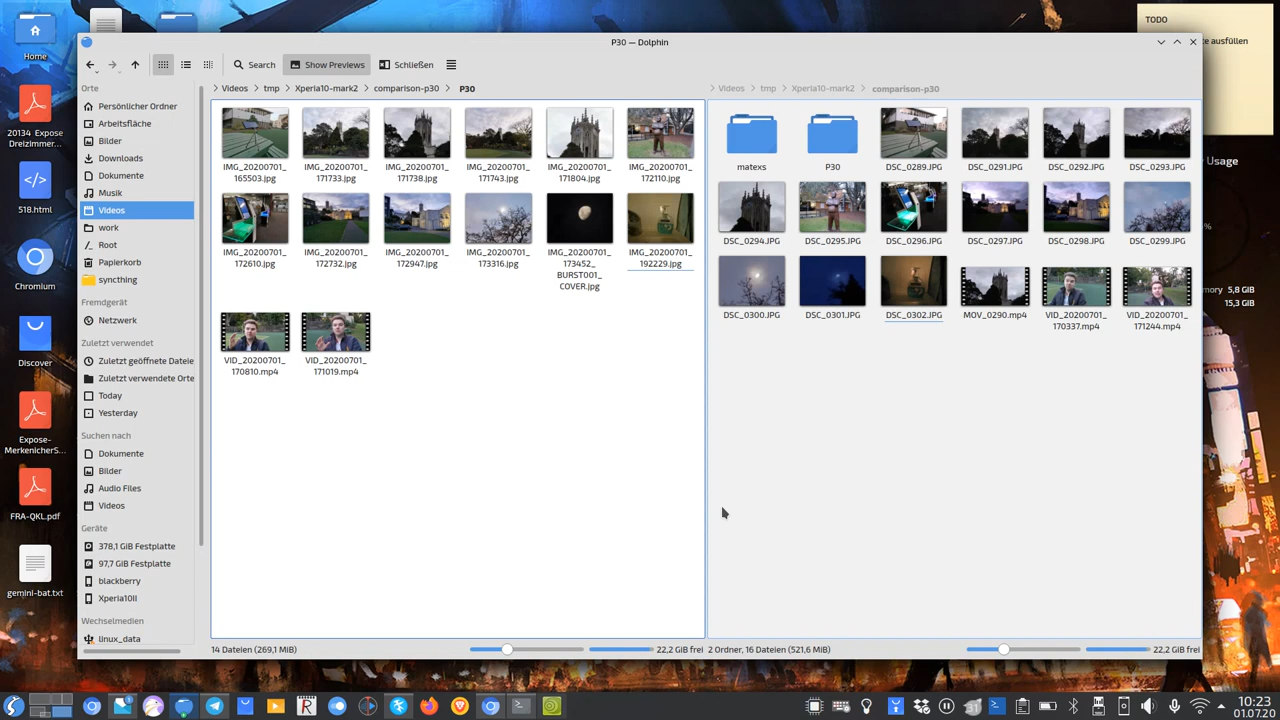 TODO
te ausfüllen
P30 — Dolphin
Search
Show Previews
Schließen
Videos tmp Xperia10-mark2 comparison-p30 P30
Videos tmp Xperia10-mark2 comparison-p30
Orte
Persönlicher Ordner
Arbeitsfläche
Bilder
Downloads
Dokumente
Musik
Videos
work
Root
Papierkorb
syncthing
Fremdgerät
Netzwerk
Zuletzt verwendet
Zuletzt geöffnete Dateie
Zuletzt verwendete Orte
Today
Yesterday
Suchen nach
Dokumente
Bilder
Audio Files
Videos
Geräte
378,1 GiB Festplatte
97,7 GiB Festplatte
blackberry
Xperia10II
Wechselmedien
linux_data
Home
20134 Expose
Dreizimmer...
518.html
Chromium
Discover
Expose-
MerkenicherS...
FRA-QKL.pdf
gemini-bat.txt
IMG_20200701_
165503.jpg
IMG_20200701_
171733.jpg
IMG_20200701_
171738.jpg
IMG_20200701_
171743.jpg
IMG_20200701_
171804.jpg
IMG_20200701_
172110.jpg
IMG_20200701_
172610.jpg
IMG_20200701_
172732.jpg
IMG_20200701_
172947.jpg
IMG_20200701_
173316.jpg
IMG_20200701_
173452_
BURST001_
COVER.jpg
IMG_20200701_
192229.jpg
VID_20200701_
170810.mp4
VID_20200701_
171019.mp4
matexs
P30
DSC_0289.JPG
DSC_0291.JPG
DSC_0292.JPG
DSC_0293.JPG
DSC_0294.JPG
DSC_0295.JPG
DSC_0296.JPG
DSC_0297.JPG
DSC_0298.JPG
DSC_0299.JPG
DSC_0300.JPG
DSC_0301.JPG
DSC_0302.JPG
MOV_0290.mp4
VID_20200701_
170337.mp4
VID_20200701_
171244.mp4
14 Dateien (269,1 MiB)
22,2 GiB frei
2 Ordner, 16 Dateien (521,6 MiB)
22,2 GiB frei
Usage
%
mory 5,8 GiB
15,3 GiB
31
10:23
01.07.20